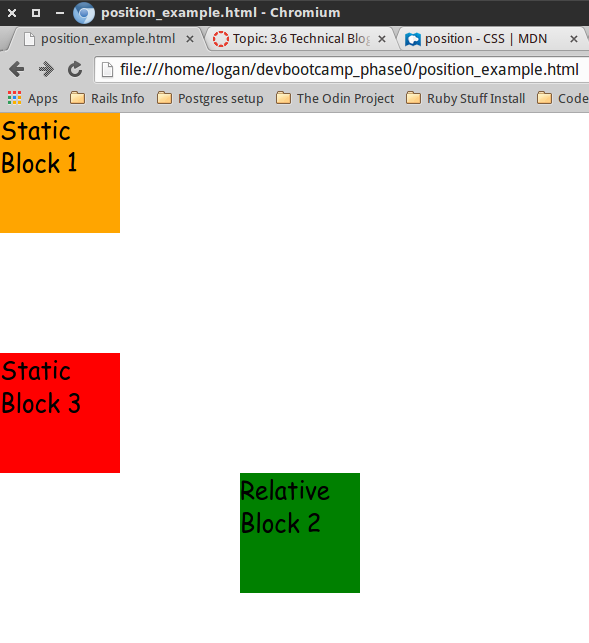 position_example.html - Chromium
position_example.html
Topic: 3.6 Technical Blog
position - CSS | MDN
file:///home/logan/devbootcamp_phase0/position_example.html
Apps Rails Info Postgres setup The Odin Project Ruby Stuff Install Code
Static
Block 1
Static
Block 3
Relative
Block 2